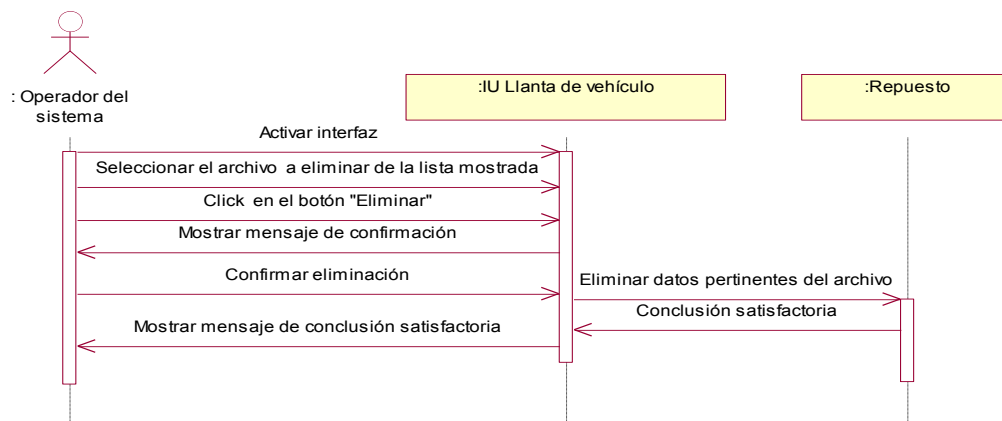 : Operador del
sistema
:IU Llanta de vehículo
:Repuesto
Activar interfaz
Seleccionar el archivo a eliminar de la lista mostrada
Click en el botón "Eliminar"
Mostrar mensaje de confirmación
Confirmar eliminación
Eliminar datos pertinentes del archivo
Conclusión satisfactoria
Mostrar mensaje de conclusión satisfactoria